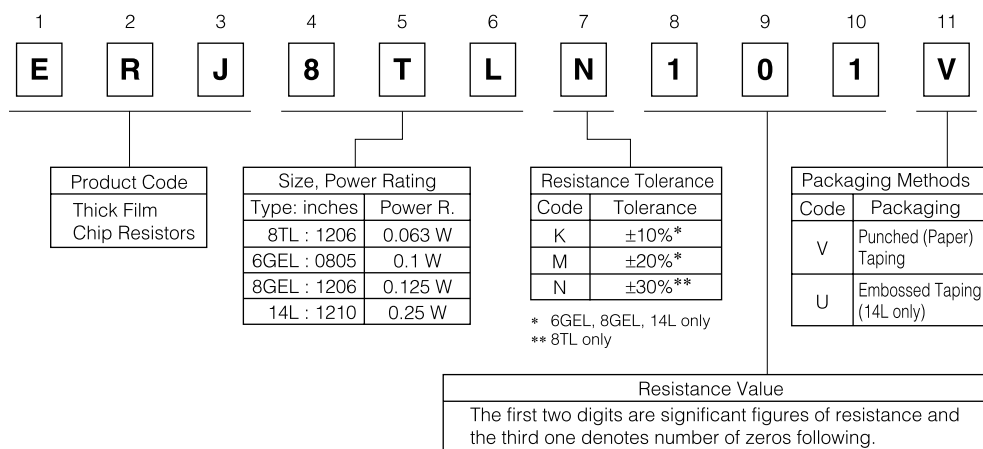 1 2 3 4 5 6 7 8 9 10 11
E R J 8 T L N 1 0 1 V
Product Code
Thick Film
Chip Resistors
Size, Power Rating
Type: inches Power R.
8TL : 1206 0.063 W
6GEL : 0805 0.1 W
8GEL : 1206 0.125 W
14L : 1210 0.25 W
Resistance Tolerance
Code Tolerance
K ±10%*
M ±20%*
N ±30%**
* 6GEL, 8GEL, 14L only
** 8TL only
Packaging Methods
Code Packaging
V Punched (Paper)
Taping
U Embossed Taping
(14L only)
Resistance Value
The first two digits are significant figures of resistance and
the third one denotes number of zeros following.